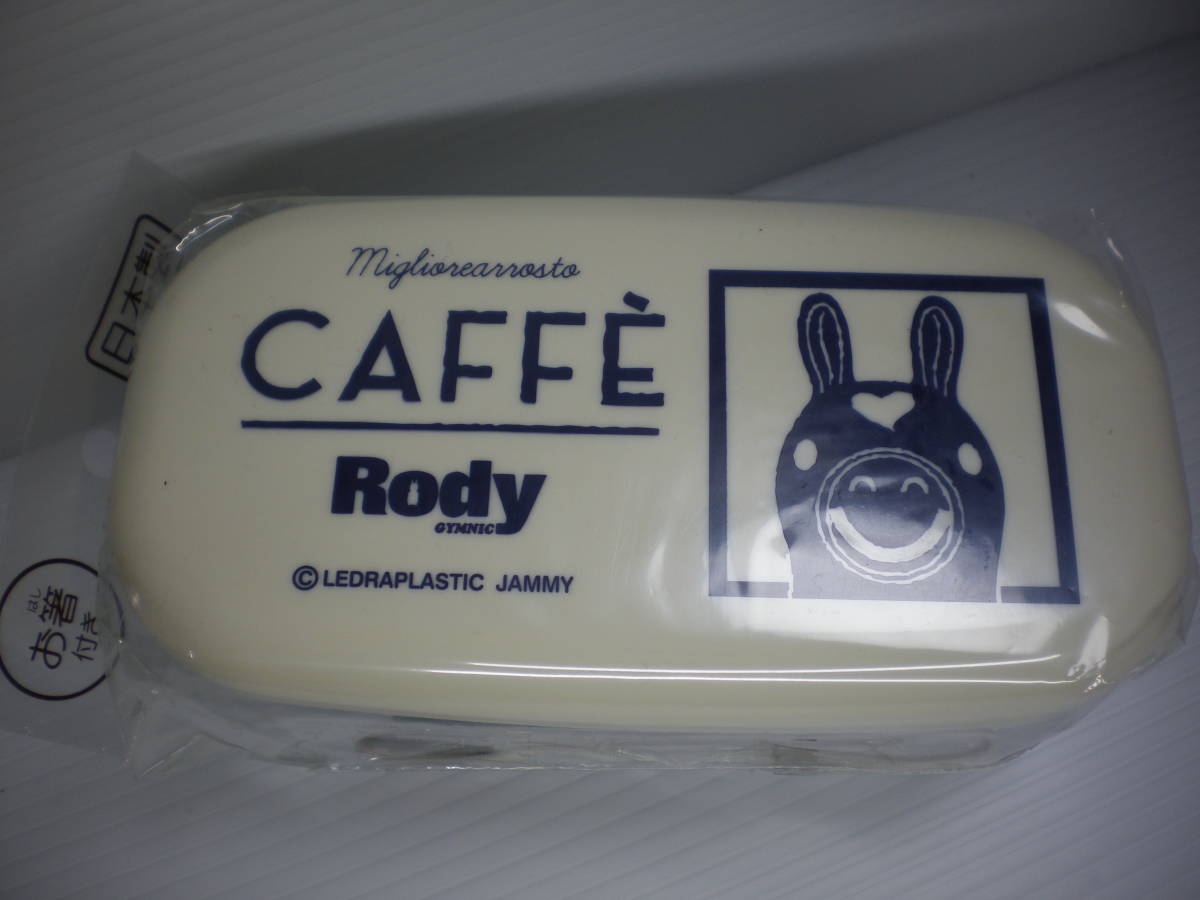 Migliorearrosto
CAFFÈ
Rody
GYMNIC
©LEDRAPLASTIC JAMMY
日本製
はし
お箸
付き